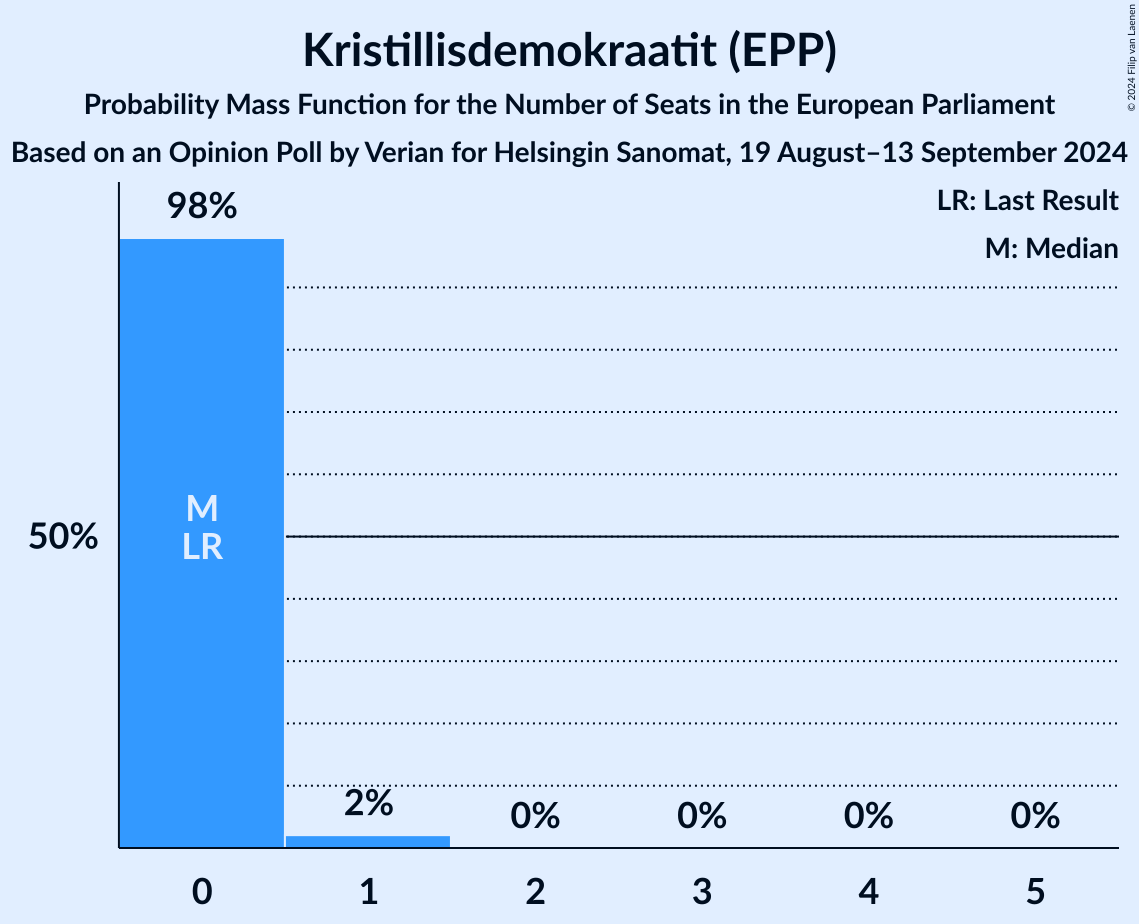 © 2024 Filip van Laenen
Kristillisdemokraatit (EPP)
Probability Mass Function for the Number of Seats in the European Parliament
Based on an Opinion Poll by Verian for Helsingin Sanomat, 19 August–13 September 2024
LR: Last Result
M: Median
98%
M
LR
50%
2%
0%
0%
0%
0%
0 1 2 3 4 5